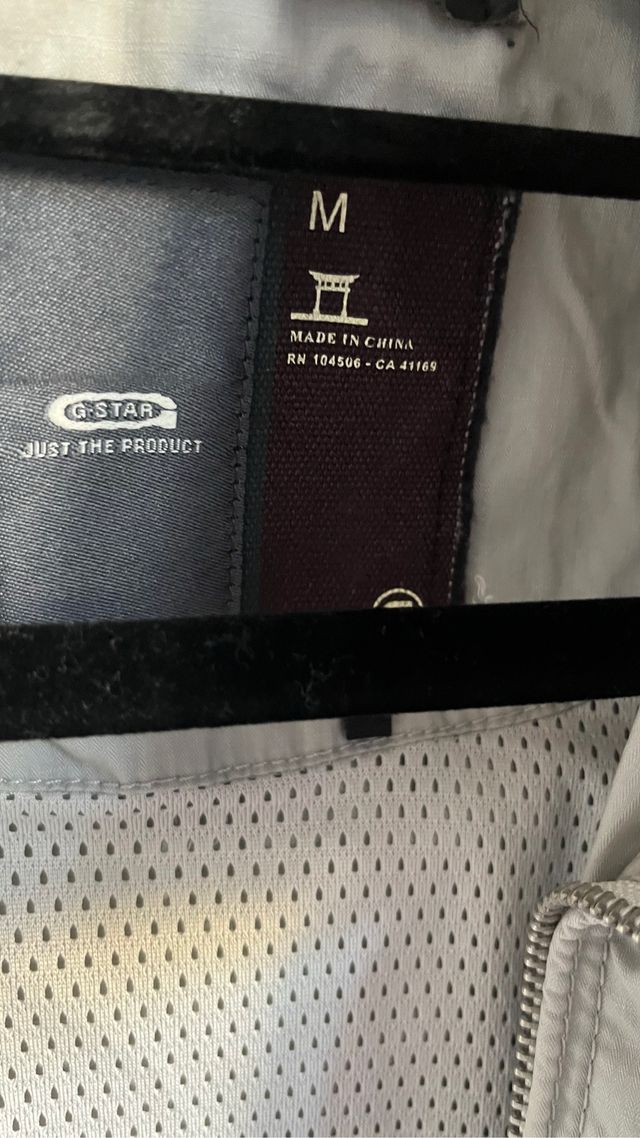 M
MADE IN CHINA
RN 104506 - CA 41169
G-STAR
JUST THE PRODUCT